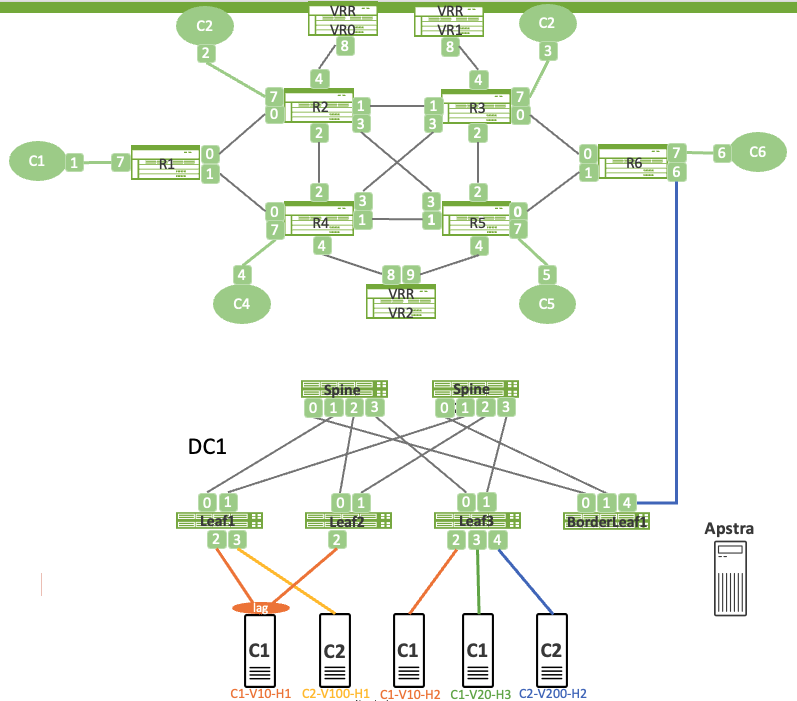 VRR
VR0
VRR
VR1
C2
C2
2
8
8
3
4
4
7
R2
1
1
R3
7
0
3
3
0
2
2
C1
1
7
R1
0
1
0
1
R6
7
6
6
C6
2
2
0
R4
3
3
R5
0
7
1
1
7
4
4
4
8
9
5
C4
VRR
VR2
C5
Spine
Spine
0
1
2
3
0
1
2
3
DC1
0
1
0
1
0
1
0
1
4
Leaf1
Leaf2
Leaf3
BorderLeaf1
2
3
2
2
3
4
Apstra
lag
C1
C2
C1
C1
C2
C1-V10-H1
C2-V100-H1
C1-V10-H2
C1-V20-H3
C2-V200-H2